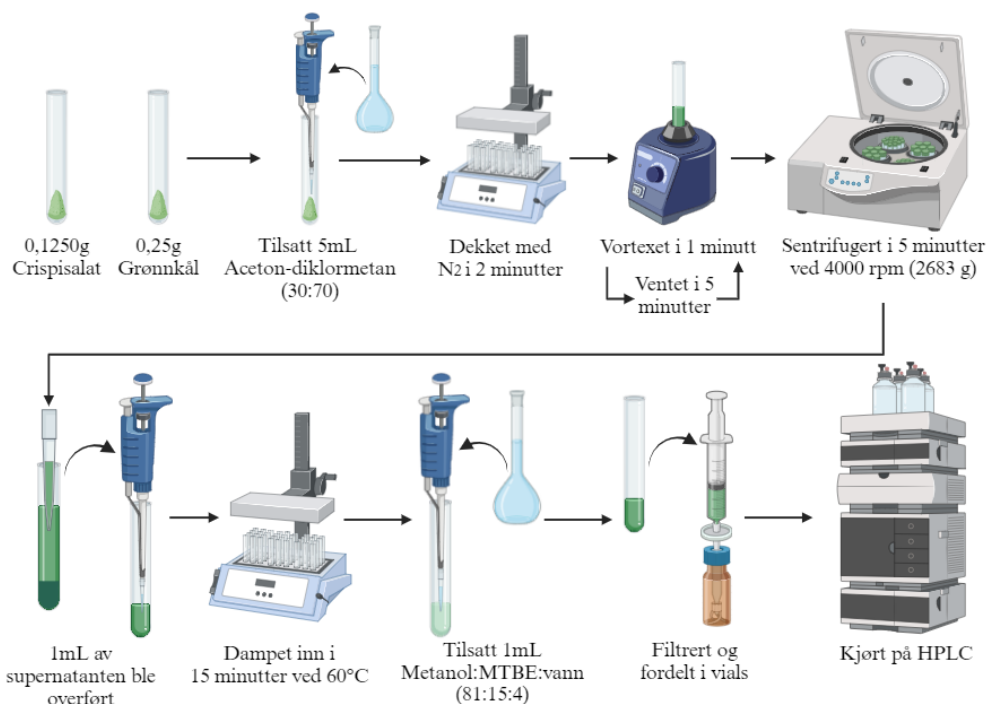 0,1250g
Crispisalat
0,25g
Grønnkål
Tilsatt 5mL
Aceton-diklormetan
(30:70)
Dekket med
N2 i 2 minutter
Vortexet i 1 minutt
Ventet i 5
minutter
Sentrifugert i 5 minutter
ved 4000 rpm (2683 g)
1mL av
supernatanten ble
overført
Dampet inn i
15 minutter ved 60°C
Tilsatt 1mL
Metanol:MTBE:vann
(81:15:4)
Filtrert og
fordelt i vials
Kjørt på HPLC